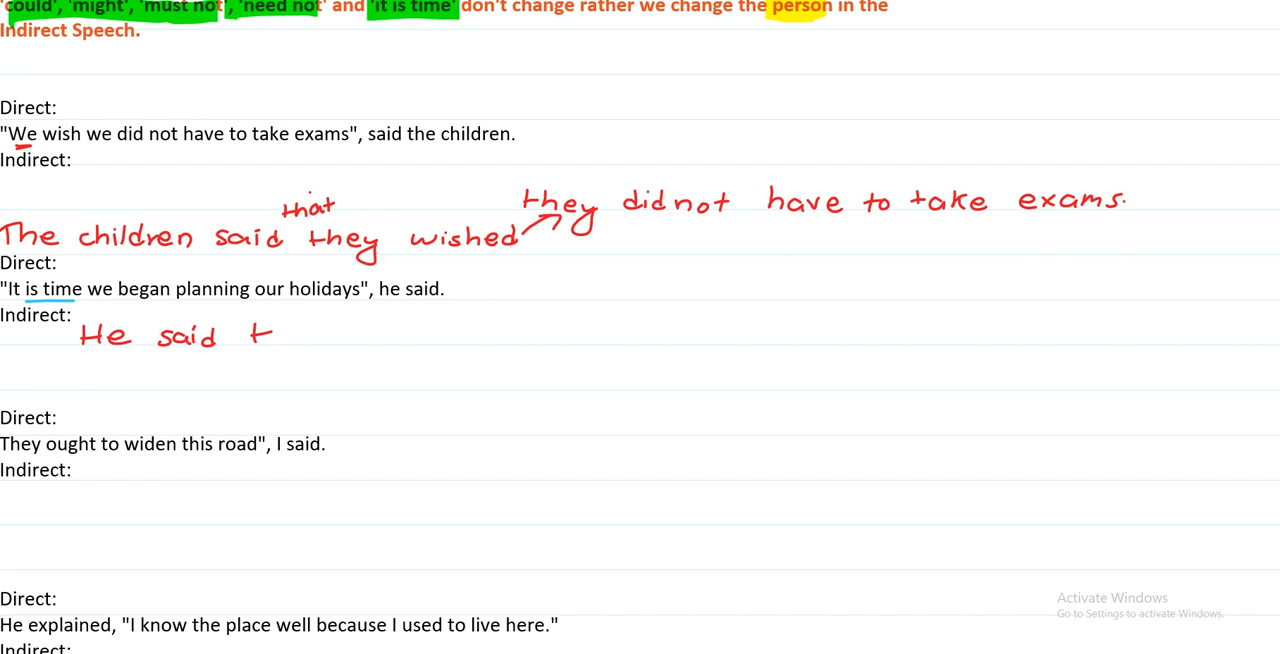 'could', 'might', 'must not', 'need not' and 'it is time' don't change rather we change the person in the
Indirect Speech.
Direct:
"We wish we did not have to take exams", said the children.
Indirect:
The children said that they wished they did not have to take exams.
Direct:
"It is time we began planning our holidays", he said.
Indirect:
He said t
Direct:
They ought to widen this road", I said.
Indirect:
Direct:
He explained, "I know the place well because I used to live here."
Indirect:
Activate Windows
Go to Settings to activate Windows.